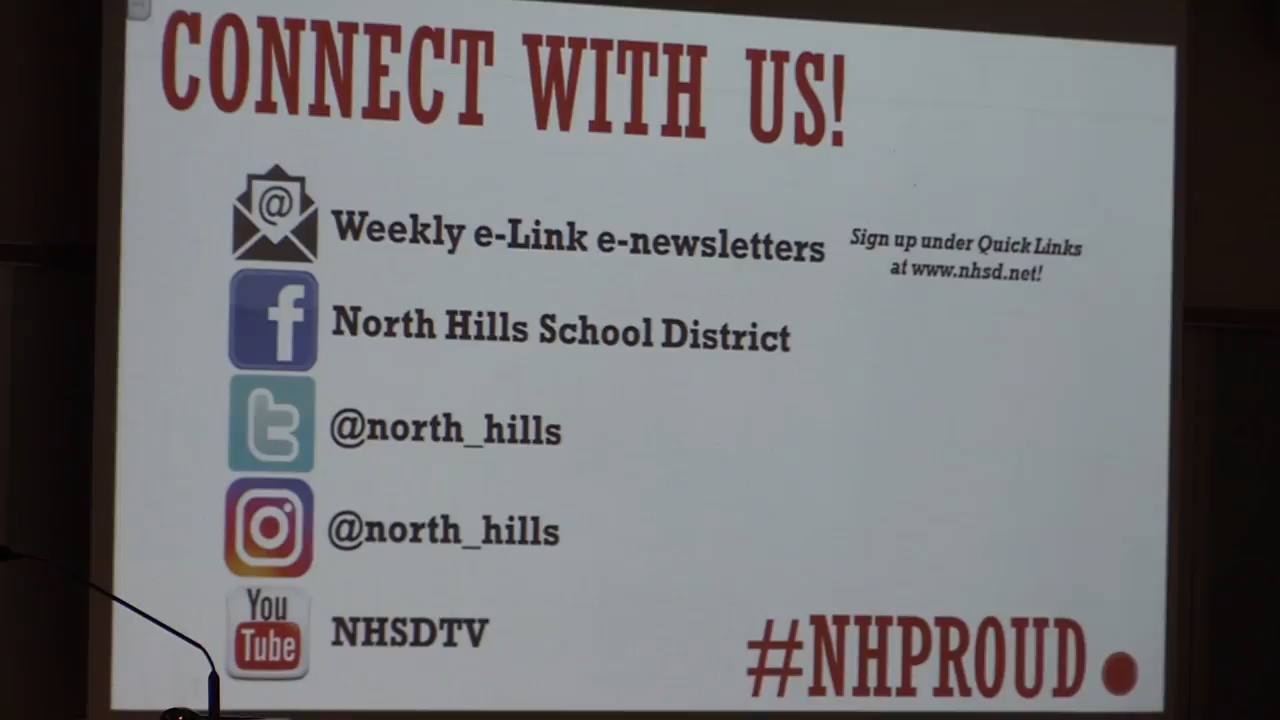 CONNECT WITH US!
@
Weekly e-Link e-newsletters
Sign up under Quick Links
at www.nhsd.net!
f
North Hills School District
t
@north_hills
@north_hills
You
Tube
NHSDTV
#NHPROUD